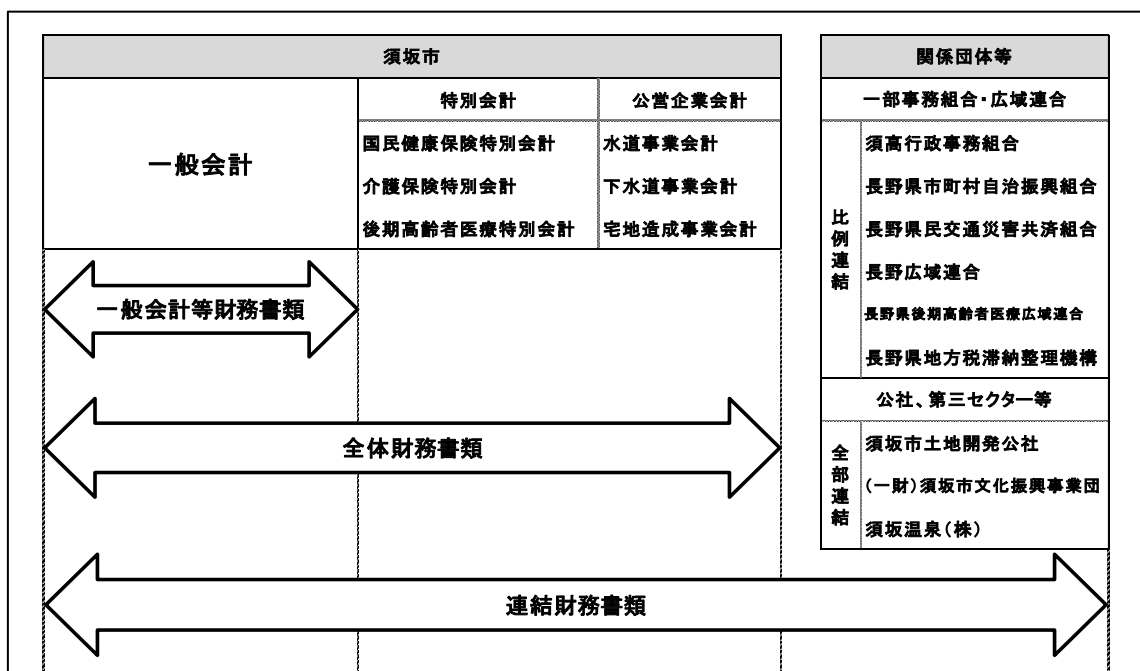 須坂市
一般会計
特別会計
国民健康保険特別会計
介護保険特別会計
後期高齢者医療特別会計
公営企業会計
水道事業会計
下水道事業会計
宅地造成事業会計
関係団体等
一部事務組合・広域連合
比例連結
須高行政事務組合
長野県市町村自治振興組合
長野県民交通災害共済組合
長野広域連合
長野県後期高齢者医療広域連合
長野県地方税滞納整理機構
公社、第三セクター等
全部連結
須坂市土地開発公社
(一財)須坂市文化振興事業団
須坂温泉(株)
一般会計等財務書類
全体財務書類
連結財務書類